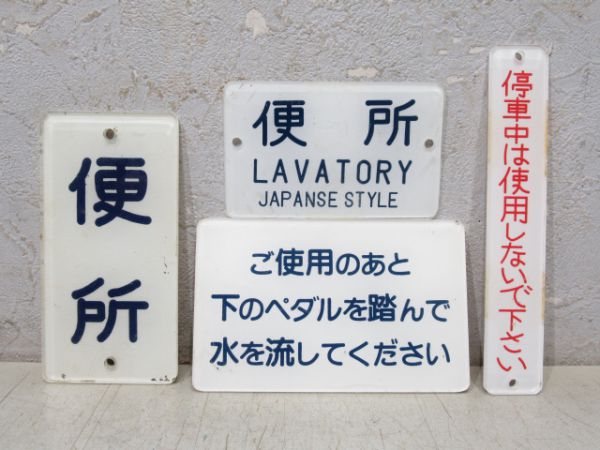 便所
便所
LAVATORY
JAPANSE STYLE
ご使用のあと
下のペダルを踏んで
水を流してください
停車中は使用しないで下さい